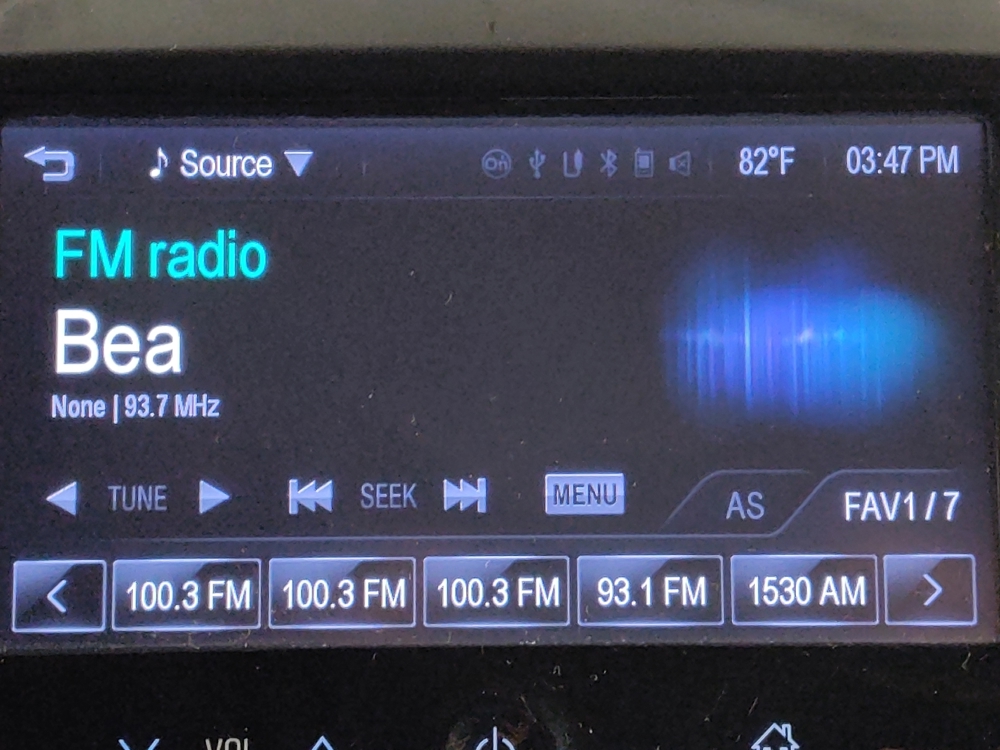 Source 82°F 03:47 PM
FM radio
Bea
None | 93.7 MHz
TUNE SEEK MENU AS FAV1 / 7
100.3 FM 100.3 FM 100.3 FM 93.1 FM 1530 AM
VOL